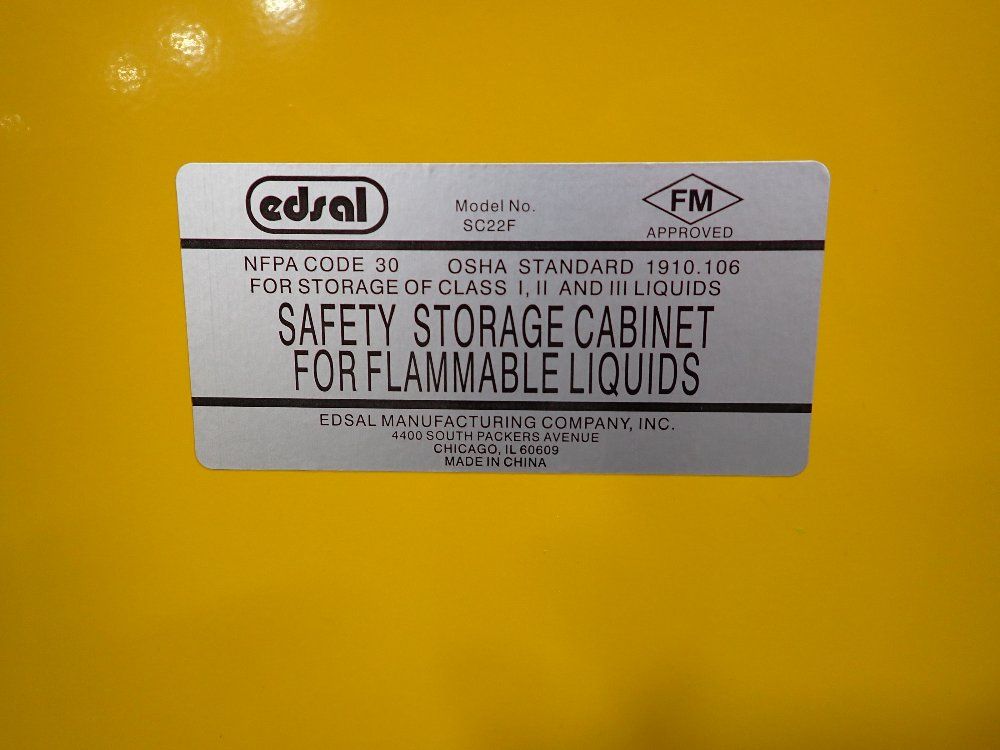 edsal
Model No.
SC22F
FM
APPROVED
NFPA CODE 30 OSHA STANDARD 1910.106
FOR STORAGE OF CLASS I, II AND III LIQUIDS
SAFETY STORAGE CABINET
FOR FLAMMABLE LIQUIDS
EDSAL MANUFACTURING COMPANY, INC.
4400 SOUTH PACKERS AVENUE
CHICAGO, IL 60609
MADE IN CHINA